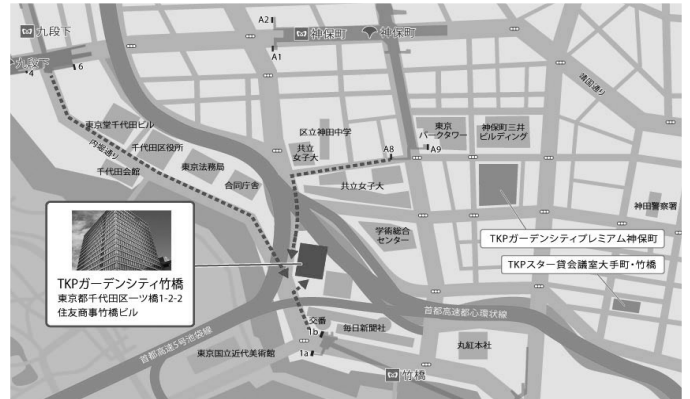 九段下
A2
神保町
神保町
九段下
4
6
A1
靖国通り
東京堂千代田ビル
区立神田中学
東京
パークタワー
神保町三井
ビルディング
内堀通り
千代田区役所
共立
女子大
A8
A9
千代田会館
東京法務局
合同庁舎
共立女子大
神田警察署
学術総合
センター
TKPガーデンシティプレミアム神保町
TKPスター貸会議室大手町・竹橋
TKPガーデンシティ竹橋
東京都千代田区一ツ橋1-2-2
住友商事竹橋ビル
首都高速都心環状線
交番
1b
毎日新聞社
首都高速5号池袋線
東京国立近代美術館
1a
丸紅本社
竹橋